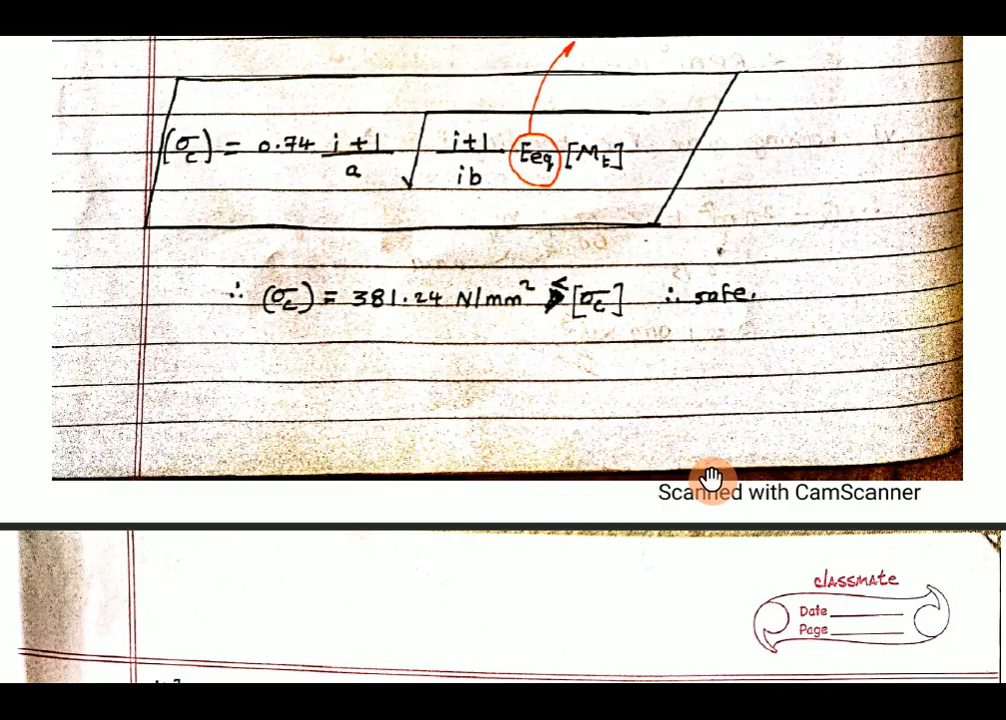 (σc) = 0.74 i+1/a √ i+1/ib Eeq [Mt]
∴ (σc) = 381.24 N/mm² < [σc] ∴ safe.
Scanned with CamScanner
classmate
Date
Page